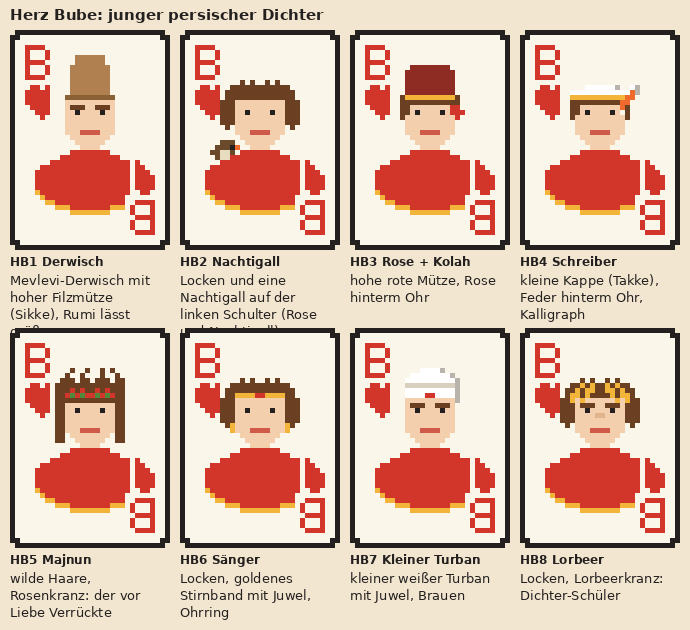 Herz Bube: junger persischer Dichter
B
B
B
B
B
B
B
B
HB1 Derwisch
Mevlevi-Derwisch mit
hoher Filzmütze
(Sikke), Rumi lässt
HB2 Nachtigall
Locken und eine
Nachtigall auf der
linken Schulter (Rose
HB3 Rose + Kolah
hohe rote Mütze, Rose
hinterm Ohr
HB4 Schreiber
kleine Kappe (Takke),
Feder hinterm Ohr,
Kalligraph
B
B
B
B
B
B
B
B
HB5 Majnun
wilde Haare,
Rosenkranz: der vor
Liebe Verrückte
HB6 Sänger
Locken, goldenes
Stirnband mit Juwel,
Ohrring
HB7 Kleiner Turban
kleiner weißer Turban
mit Juwel, Brauen
HB8 Lorbeer
Locken, Lorbeerkranz:
Dichter-Schüler